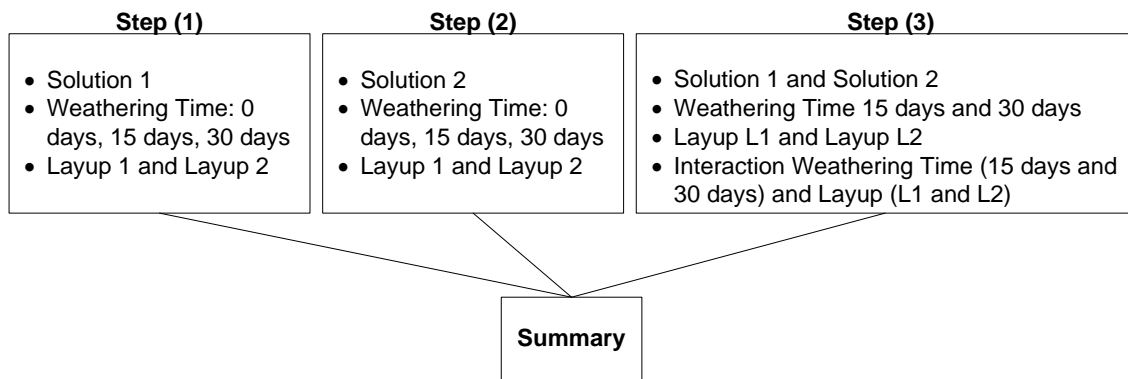 Step (1)
• Solution 1
• Weathering Time: 0
days, 15 days, 30 days
• Layup 1 and Layup 2
Step (2)
• Solution 2
• Weathering Time: 0
days, 15 days, 30 days
• Layup 1 and Layup 2
Step (3)
• Solution 1 and Solution 2
• Weathering Time 15 days and 30 days
• Layup L1 and Layup L2
• Interaction Weathering Time (15 days and
30 days) and Layup (L1 and L2)
Summary